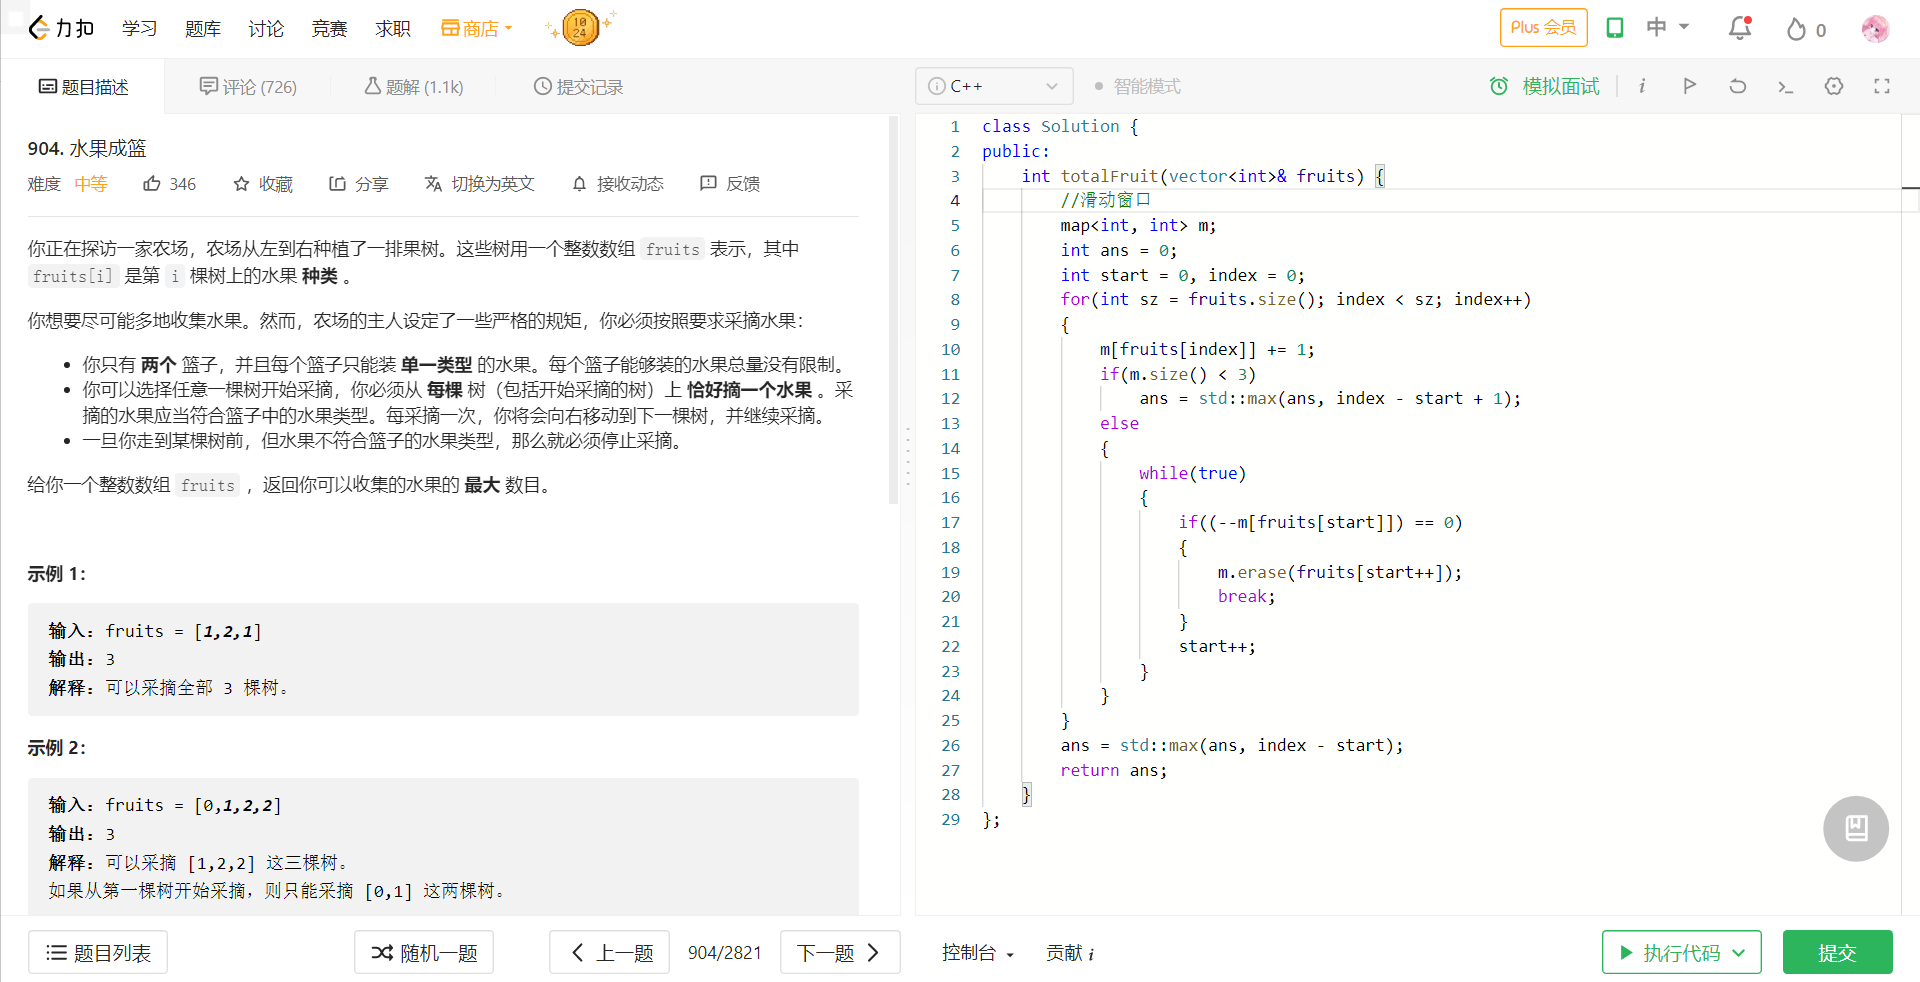 力扣 学习 题库 讨论 竞赛 求职 商店 10 24 Plus 会员 中 0
题目描述 评论 (726) 题解 (1.1k) 提交记录
904. 水果成篮
难度 中等 346 收藏 分享 切换为英文 接收动态 反馈
你正在探访一家农场，农场从左到右种植了一排果树。这些树用一个整数数组 fruits 表示，其中
fruits[i] 是第 i 棵树上的水果 种类 。
你想要尽可能多地收集水果。然而，农场的主人设定了一些严格的规矩，你必须按照要求采摘水果：
• 你只有 两个 篮子，并且每个篮子只能装 单一类型 的水果。每个篮子能够装的水果总量没有限制。
• 你可以选择任意一棵树开始采摘，你必须从 每棵 树（包括开始采摘的树）上 恰好摘一个水果 。采
摘的水果应当符合篮子中的水果类型。每采摘一次，你将会向右移动到下一棵树，并继续采摘。
• 一旦你走到某棵树前，但水果不符合篮子的水果类型，那么就必须停止采摘。
给你一个整数数组 fruits ，返回你可以收集的水果的 最大 数目。
示例 1：
输入：fruits = [1,2,1]
输出：3
解释：可以采摘全部 3 棵树。
示例 2：
输入：fruits = [0,1,2,2]
输出：3
解释：可以采摘 [1,2,2] 这三棵树。
如果从第一棵树开始采摘，则只能采摘 [0,1] 这两棵树。
题目列表 随机一题 上一题 904/2821 下一题
C++ 智能模式 模拟面试 i
1 class Solution {
2 public:
3 int totalFruit(vector<int>& fruits) {
4 //滑动窗口
5 map<int, int> m;
6 int ans = 0;
7 int start = 0, index = 0;
8 for(int sz = fruits.size(); index < sz; index++)
9 {
10 m[fruits[index]] += 1;
11 if(m.size() < 3)
12 ans = std::max(ans, index - start + 1);
13 else
14 {
15 while(true)
16 {
17 if((--m[fruits[start]]) == 0)
18 {
19 m.erase(fruits[start++]);
20 break;
21 }
22 start++;
23 }
24 }
25 }
26 ans = std::max(ans, index - start);
27 return ans;
28 }
29 };
控制台 贡献 i 执行代码 提交